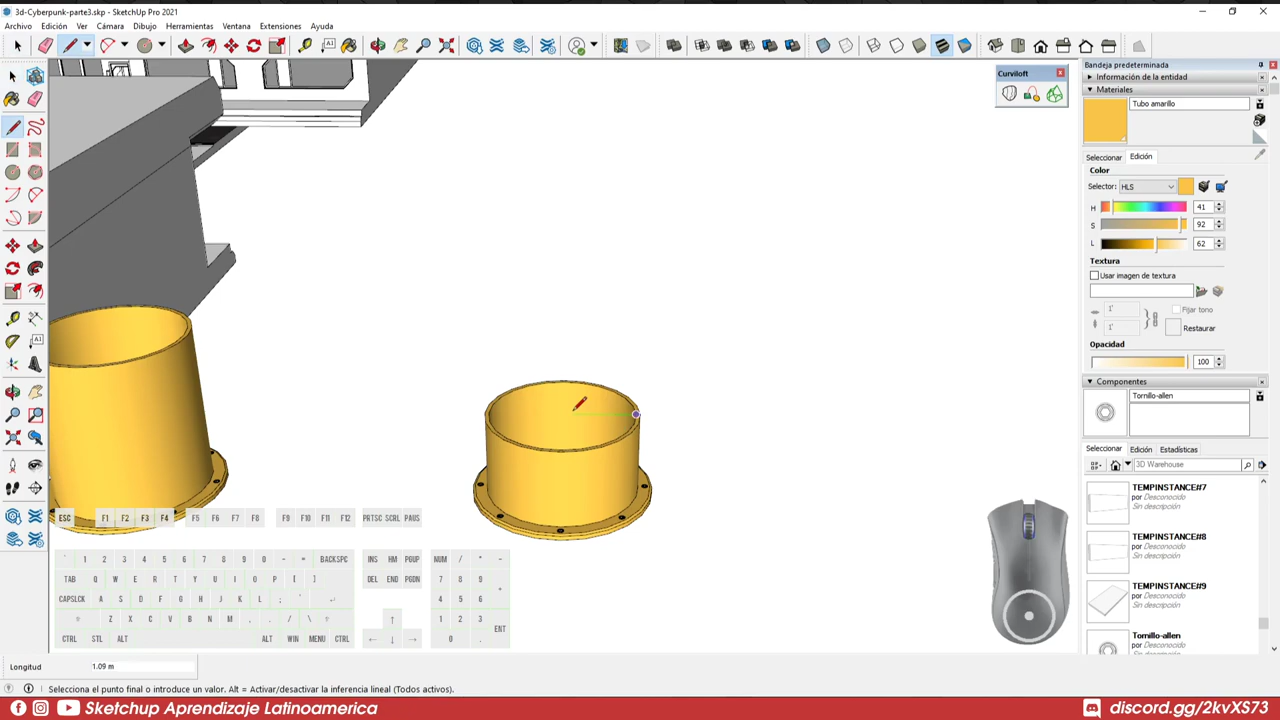 3d-Cyberpunk-parte3.skp - SketchUp Pro 2021
Archivo Edición Ver Cámara Dibujo Herramientas Ventana Extensiones Ayuda
Curviloft
Bandeja predeterminada
Información de la entidad
Materiales
Tubo amarillo
Seleccionar Edición
Color
Selector: HLS
H 41
S 92
L 62
Textura
Usar imagen de textura
1'
Fijar tono
1'
Restaurar
Opacidad
100
Componentes
Tornillo-allen
Seleccionar Edición Estadísticas
3D Warehouse
TEMPINSTANCE#7
por Desconocido
Sin descripción
TEMPINSTANCE#8
por Desconocido
Sin descripción
TEMPINSTANCE#9
por Desconocido
Sin descripción
Tornillo-allen
por Desconocido
ESC F1 F2 F3 F4 F5 F6 F7 F8 F9 F10 F11 F12 PRTSC SCRL PAUS
` 1 2 3 4 5 6 7 8 9 0 - = BACKSPC INS HM PGUP NUM / * -
TAB Q W E R T Y U I O P [ ] DEL END PGDN 7 8 9
CAPSLCK A S D F G H J K L ; ' 4 5 6 +
Z X C V B N M , . / \ ↑ 1 2 3
CTRL STL ALT ALT WIN MENU CTRL ← ↓ → 0 . ENT
Longitud 1.09 m
Selecciona el punto final o introduce un valor. Alt = Activar/desactivar la inferencia lineal (Todos activos).
Sketchup Aprendizaje Latinoamerica
discord.gg/2kvXS73